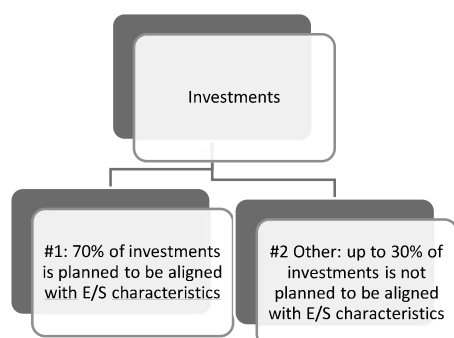 Investments
#1: 70% of investments
is planned to be aligned
with E/S characteristics
#2 Other: up to 30% of
investments is not
planned to be aligned
with E/S characteristics